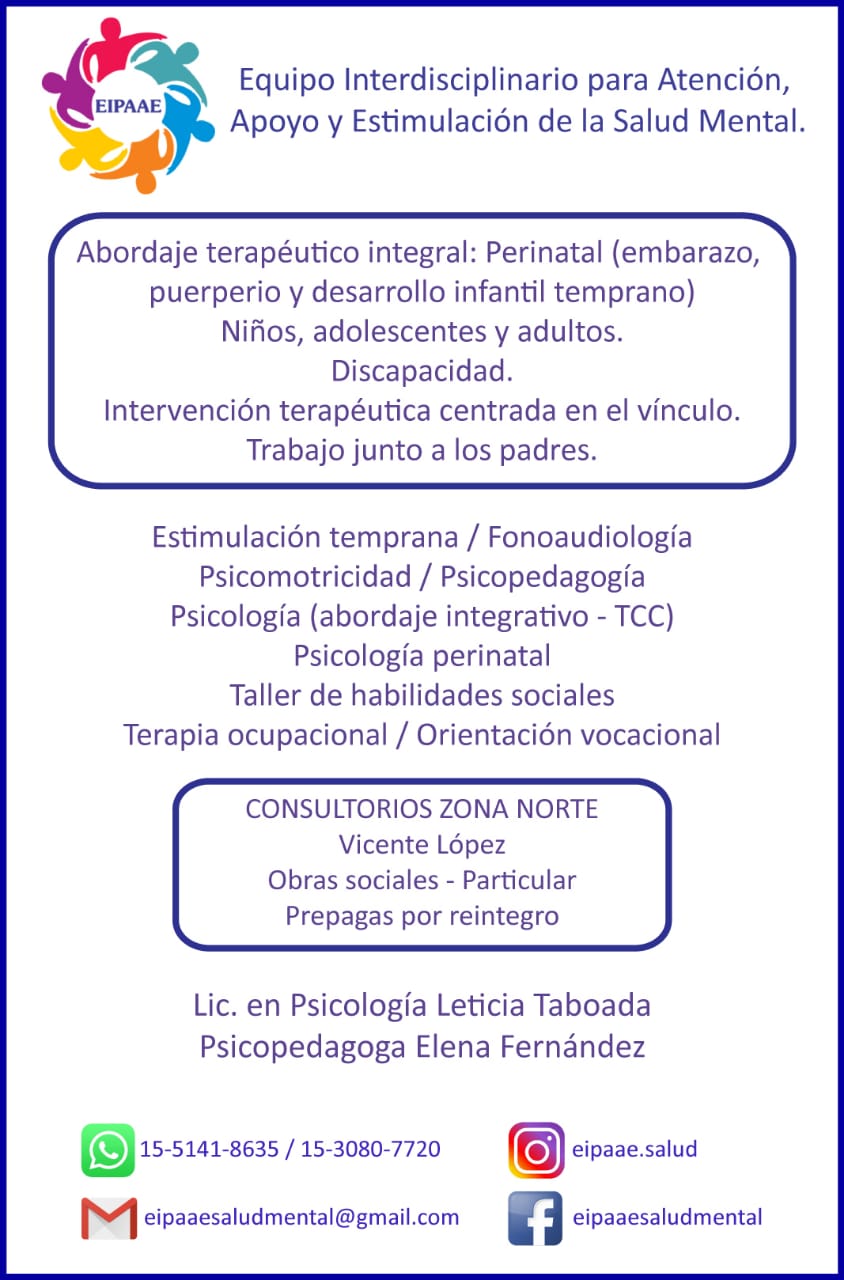 EIPAAE
Equipo Interdisciplinario para Atención,
Apoyo y Estimulación de la Salud Mental.
Abordaje terapéutico integral: Perinatal (embarazo,
puerperio y desarrollo infantil temprano)
Niños, adolescentes y adultos.
Discapacidad.
Intervención terapéutica centrada en el vínculo.
Trabajo junto a los padres.
Estimulación temprana / Fonoaudiología
Psicomotricidad / Psicopedagogía
Psicología (abordaje integrativo - TCC)
Psicología perinatal
Taller de habilidades sociales
Terapia ocupacional / Orientación vocacional
CONSULTORIOS ZONA NORTE
Vicente López
Obras sociales - Particular
Prepagas por reintegro
Lic. en Psicología Leticia Taboada
Psicopedagoga Elena Fernández
15-5141-8635 / 15-3080-7720
eipaae.salud
eipaaesaludmental@gmail.com
eipaaesaludmental